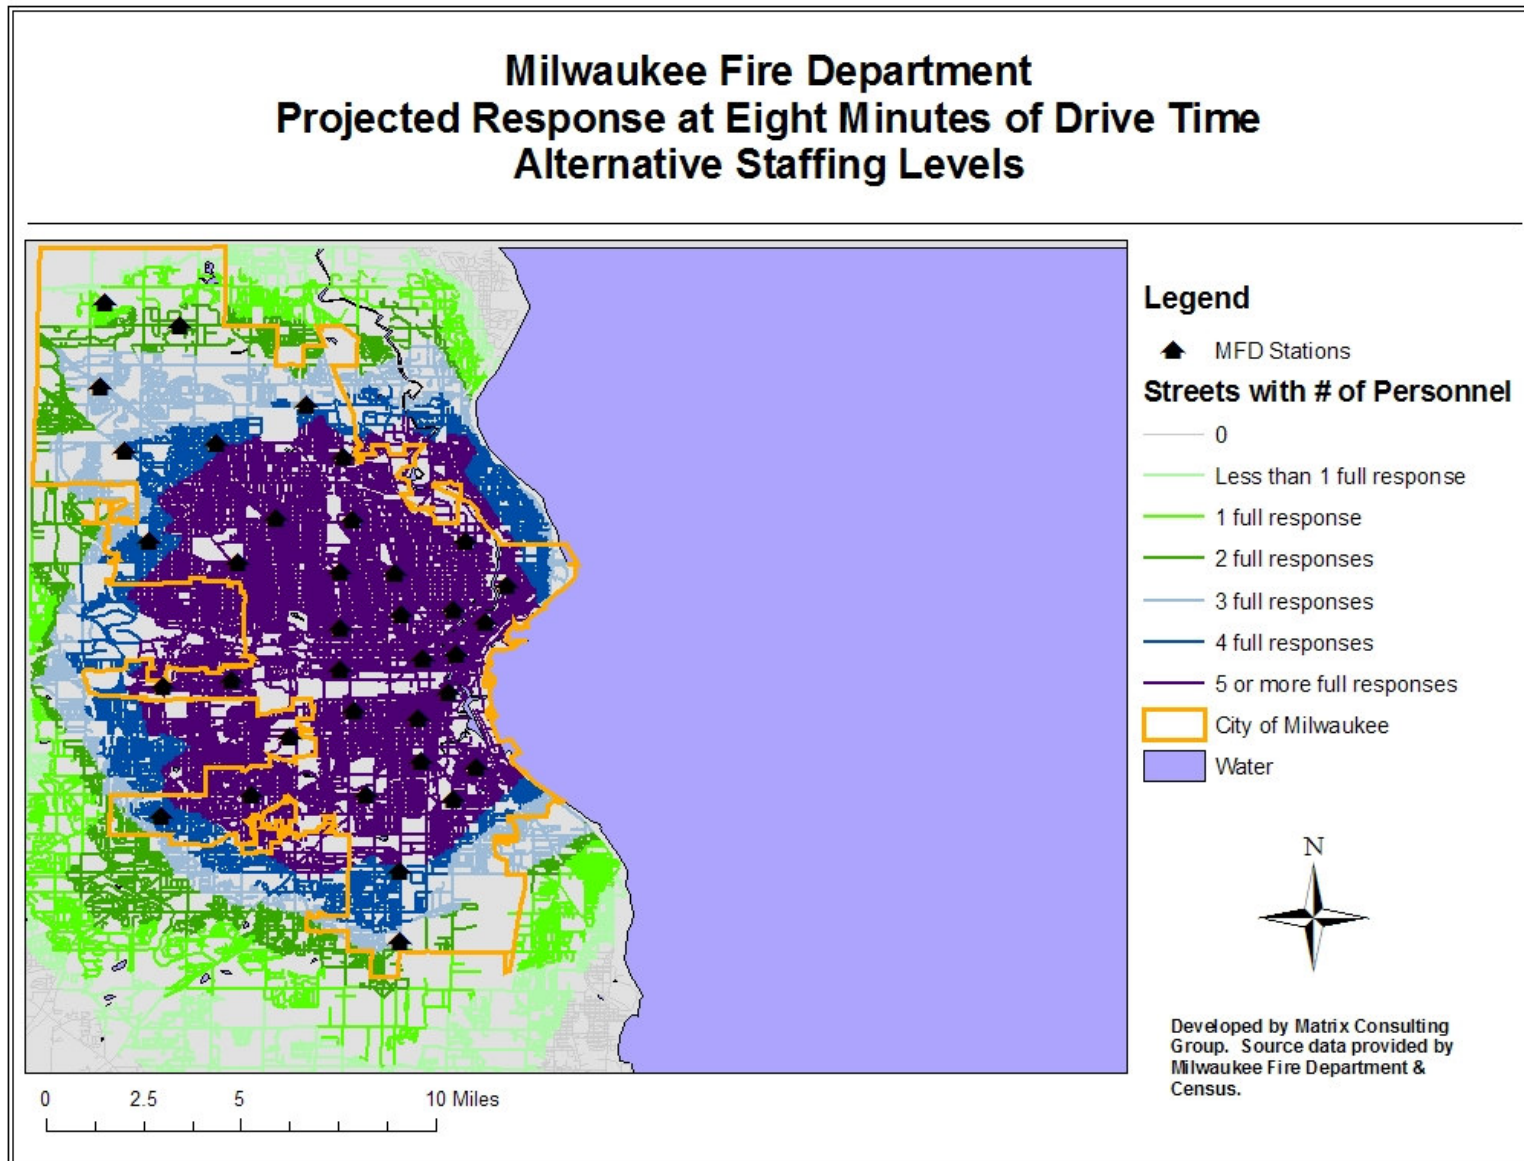 Milwaukee Fire Department
Projected Response at Eight Minutes of Drive Time
Alternative Staffing Levels
Legend
MFD Stations
Streets with # of Personnel
0
Less than 1 full response
1 full response
2 full responses
3 full responses
4 full responses
5 or more full responses
City of Milwaukee
Water
N
Developed by Matrix Consulting
Group. Source data provided by
Milwaukee Fire Department &
Census.
0 2.5 5 10 Miles